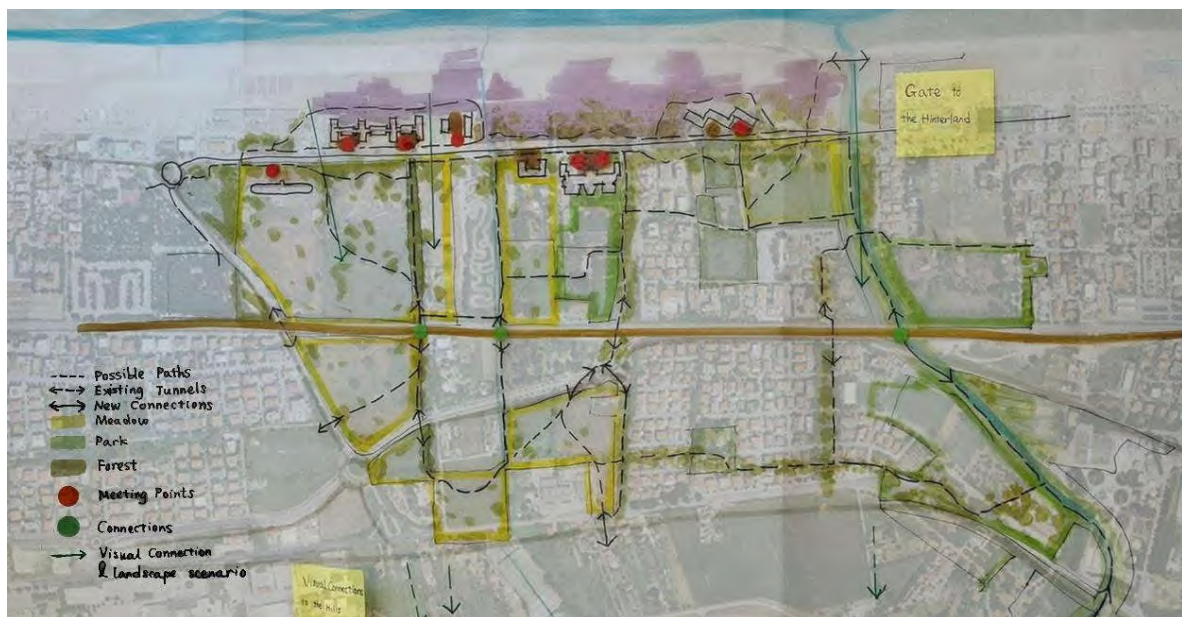 Gate to
the Hinterland
Possible Paths
Existing Tunnels
New Connections
Meadow
Park
Forest
Meeting Points
Connections
Visual Connection
& landscape scenario
Visual Connections
to the Hills